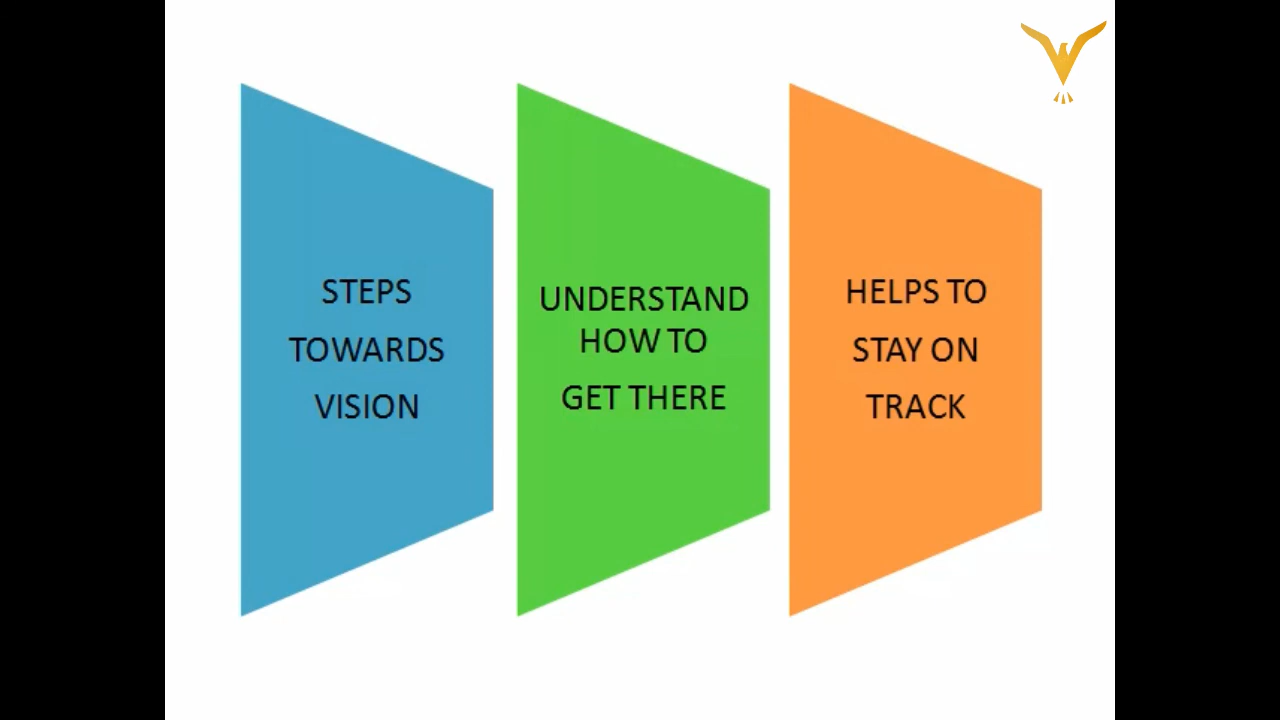 STEPS
TOWARDS
VISION
UNDERSTAND
HOW TO
GET THERE
HELPS TO
STAY ON
TRACK